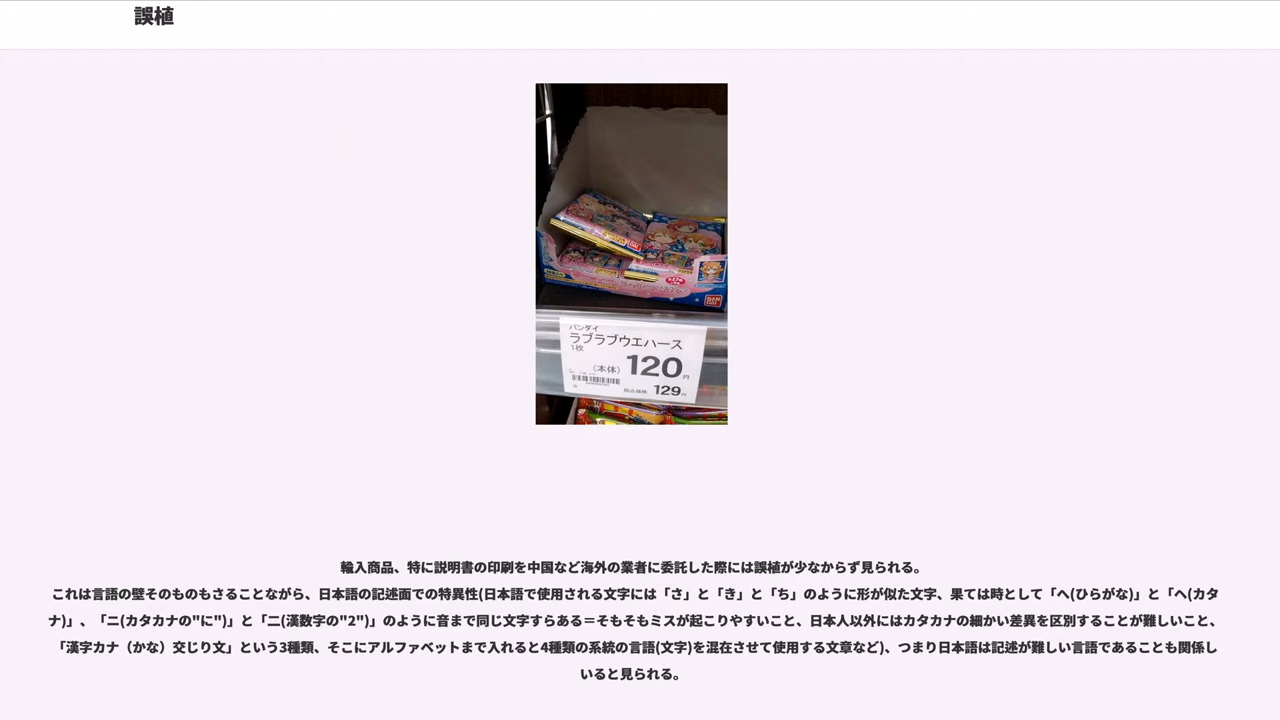 誤植
BAN
DAI
バンダイ
ラブラブウエハース
1枚
(本体) 120円
税込価格 129円
輸入商品、特に説明書の印刷を中国など海外の業者に委託した際には誤植が少なからず見られる。
これは言語の壁そのものもさることながら、日本語の記述面での特異性(日本語で使用される文字には「さ」と「き」と「ち」のように形が似た文字、果ては時として「へ(ひらがな)」と「ヘ(カタ
ナ)」、「ニ(カタカナの"に")」と「二(漢数字の"2")」のように音まで同じ文字すらある＝そもそもミスが起こりやすいこと、日本人以外にはカタカナの細かい差異を区別することが難しいこと、
「漢字カナ（かな）交じり文」という3種類、そこにアルファベットまで入れると4種類の系統の言語(文字)を混在させて使用する文章など)、つまり日本語は記述が難しい言語であることも関係し
いると見られる。